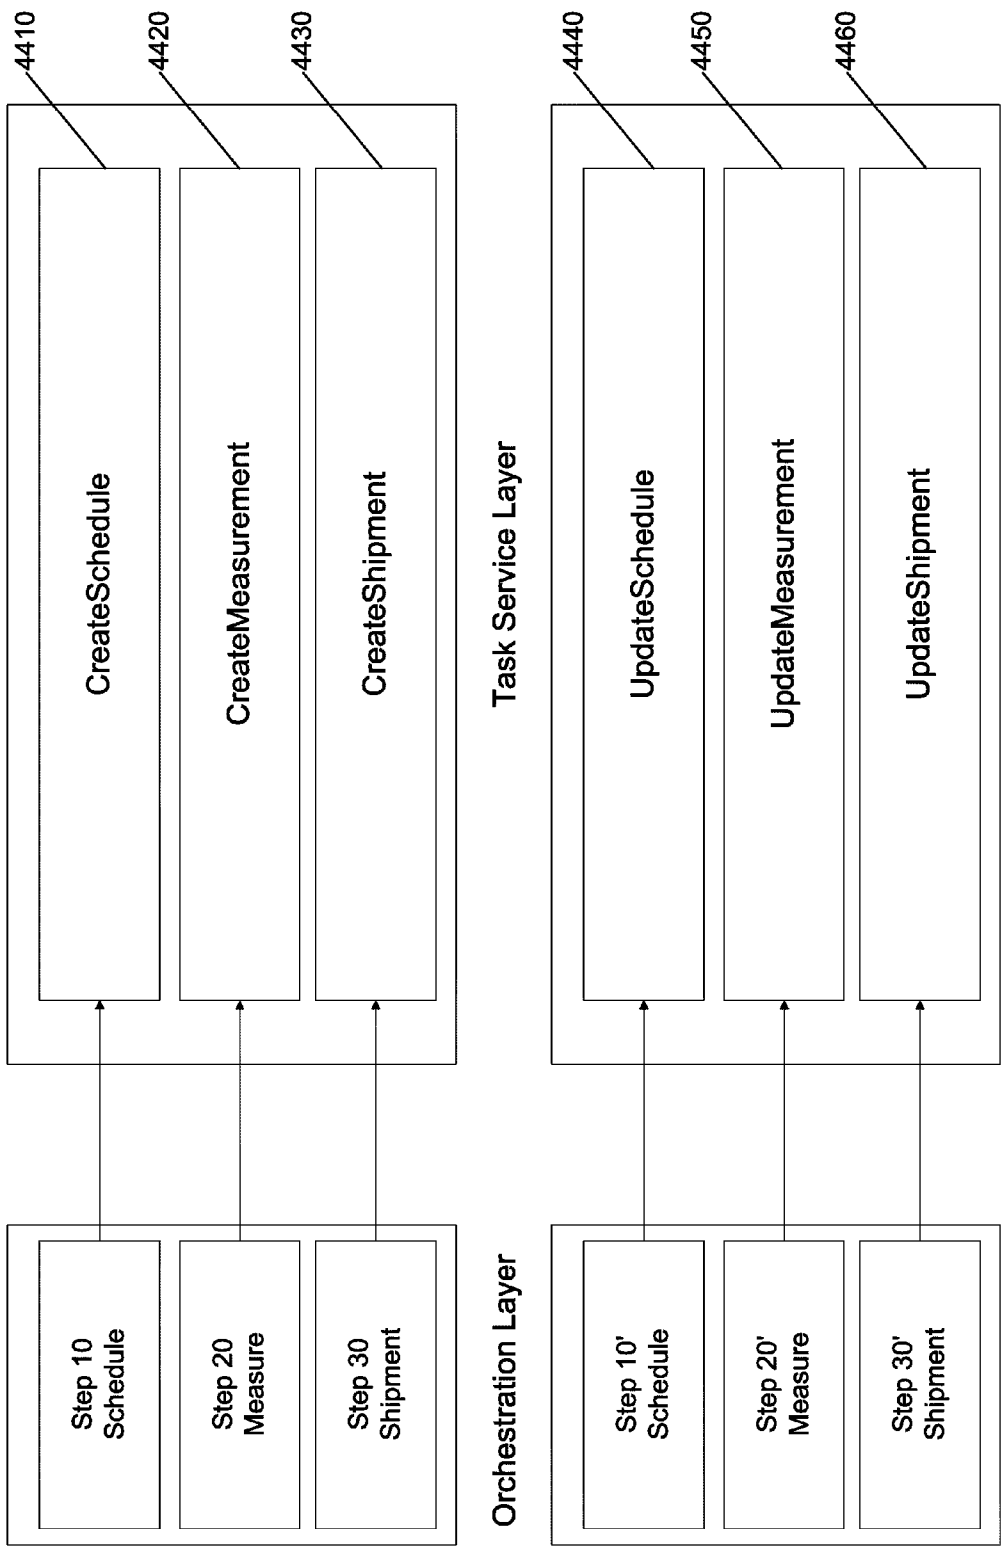 Step 10
Schedule
CreateSchedule
4410
Step 20
Measure
CreateMeasurement
4420
Step 30
Shipment
CreateShipment
4430
Orchestration Layer
Task Service Layer
Step 10'
Schedule
UpdateSchedule
4440
Step 20'
Measure
UpdateMeasurement
4450
Step 30'
Shipment
UpdateShipment
4460